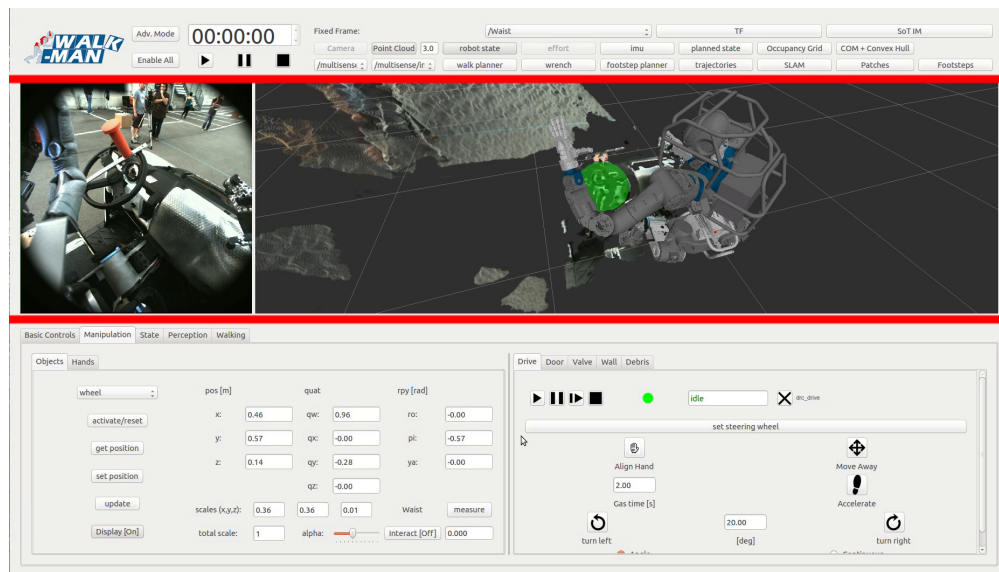 WALK-MAN
Adv. Mode
00:00:00
Fixed Frame:
/Waist
TF
SoT IM
Camera
Point Cloud
3.0
robot state
effort
imu
planned state
Occupancy Grid
COM + Convex Hull
Enable All
/multisense
/multisense/ir
walk planner
wrench
footstep planner
trajectories
SLAM
Patches
Footsteps
Basic Controls
Manipulation
State
Perception
Walking
Objects
Hands
wheel
pos [m]
quat
rpy [rad]
activate/reset
x: 0.46 qw: 0.96 ro: -0.00
get position
y: 0.57 qx: -0.00 pi: -0.57
set position
z: 0.14 qy: -0.28 ya: -0.00
qz: -0.00
update
scales (x,y,z): 0.36 0.36 0.01 Waist measure
Display [On]
total scale: 1 alpha: Interact [Off] 0.000
Drive
Door
Valve
Wall
Debris
idle
drc_drive
set steering wheel
Align Hand
Move Away
2.00
Gas time [s]
Accelerate
20.00
turn left
[deg]
turn right